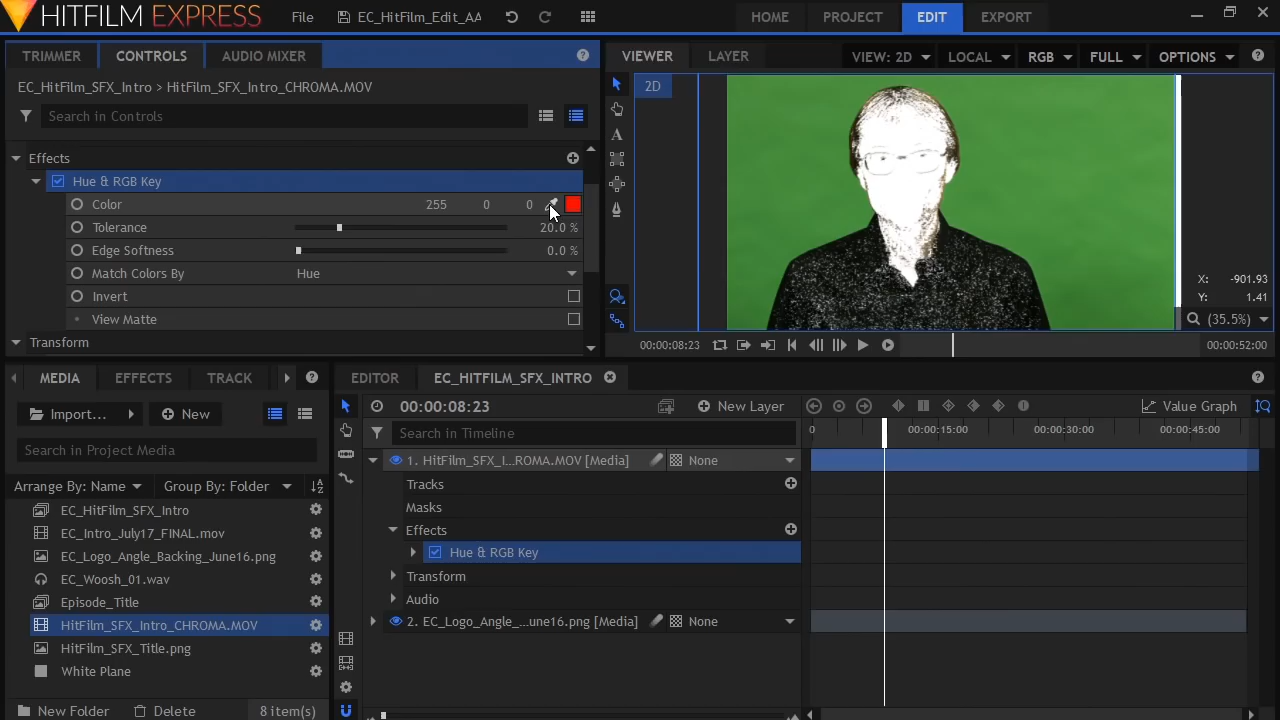 HITFILM EXPRESS
File
EC_HitFilm_Edit_AA
HOME
PROJECT
EDIT
EXPORT
TRIMMER
CONTROLS
AUDIO MIXER
VIEWER
LAYER
VIEW: 2D
LOCAL
RGB
FULL
OPTIONS
EC_HitFilm_SFX_Intro > HitFilm_SFX_Intro_CHROMA.MOV
2D
Search in Controls
Effects
Hue & RGB Key
Color 255 0 0
Tolerance 20.0 %
Edge Softness 0.0 %
Match Colors By Hue
Invert
View Matte
Transform
X: -901.93
Y: 1.41
(35.5%)
00:00:08:23
00:00:52:00
MEDIA
EFFECTS
TRACK
EDITOR
EC_HITFILM_SFX_INTRO
Import...
New
00:00:08:23
New Layer
Value Graph
Search in Project Media
Search in Timeline
0 00:00:15:00 00:00:30:00 00:00:45:00
Arrange By: Name
Group By: Folder
EC_HitFilm_SFX_Intro
EC_Intro_July17_FINAL.mov
EC_Logo_Angle_Backing_June16.png
EC_Woosh_01.wav
Episode_Title
HitFilm_SFX_Intro_CHROMA.MOV
HitFilm_SFX_Title.png
White Plane
New Folder
Delete
8 item(s)
1. HitFilm_SFX_I...ROMA.MOV [Media] None
Tracks
Masks
Effects
Hue & RGB Key
Transform
Audio
2. EC_Logo_Angle_...une16.png [Media] None